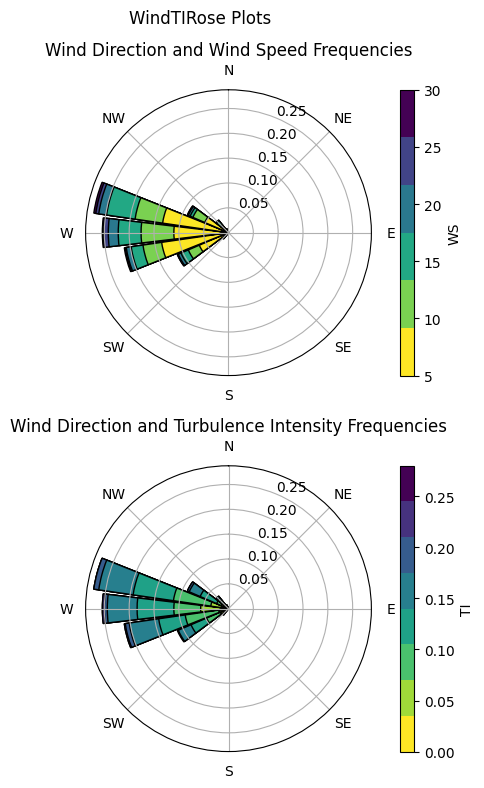 WindTIRose Plots
Wind Direction and Wind Speed Frequencies
N
NW
NE
W
E
SW
SE
S
0.25
0.20
0.15
0.10
0.05
30
25
20
15
10
5
WS
Wind Direction and Turbulence Intensity Frequencies
N
NW
NE
W
E
SW
SE
S
0.25
0.20
0.15
0.10
0.05
0.25
0.20
0.15
0.10
0.05
0.00
TI